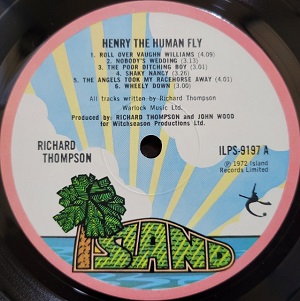 HENRY THE HUMAN FLY
1. ROLL OVER VAUGHN WILLIAMS (4.09)
2. NOBODY'S WEDDING (3.13)
3. THE POOR DITCHING BOY (3.01)
4. SHAKY NANCY (3.26)
5. THE ANGELS TOOK MY RACEHORSE AWAY (4.01)
6. WHEELY DOWN (3.00)
All tracks written by Richard Thompson
Warlock Music Ltd.
Produced by: RICHARD THOMPSON and JOHN WOOD
for Witchseason Productions Ltd.
RICHARD
THOMPSON
ILPS-9197 A
℗ 1972 Island
Records Limited
ISLAND